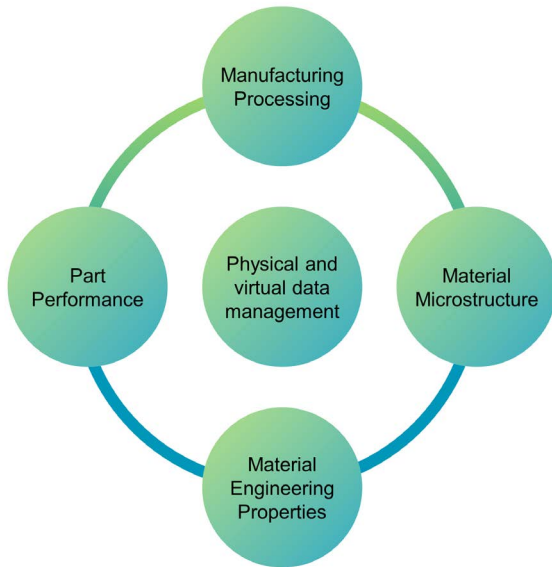 Manufacturing
Processing
Part
Performance
Physical and
virtual data
management
Material
Microstructure
Material
Engineering
Properties